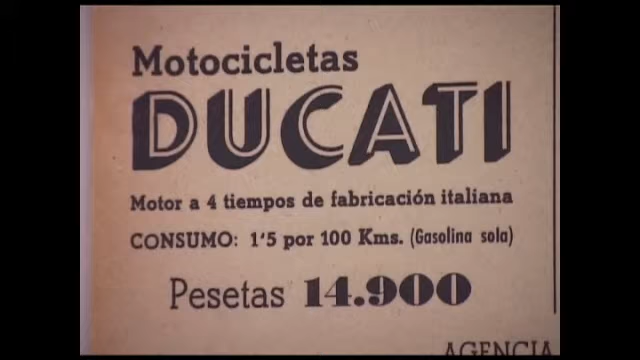 Motocicletas
DUCATI
Motor a 4 tiempos de fabricación italiana
CONSUMO: 1'5 por 100 Kms. (Gasolina sola)
Pesetas 14.900
AGENCIA